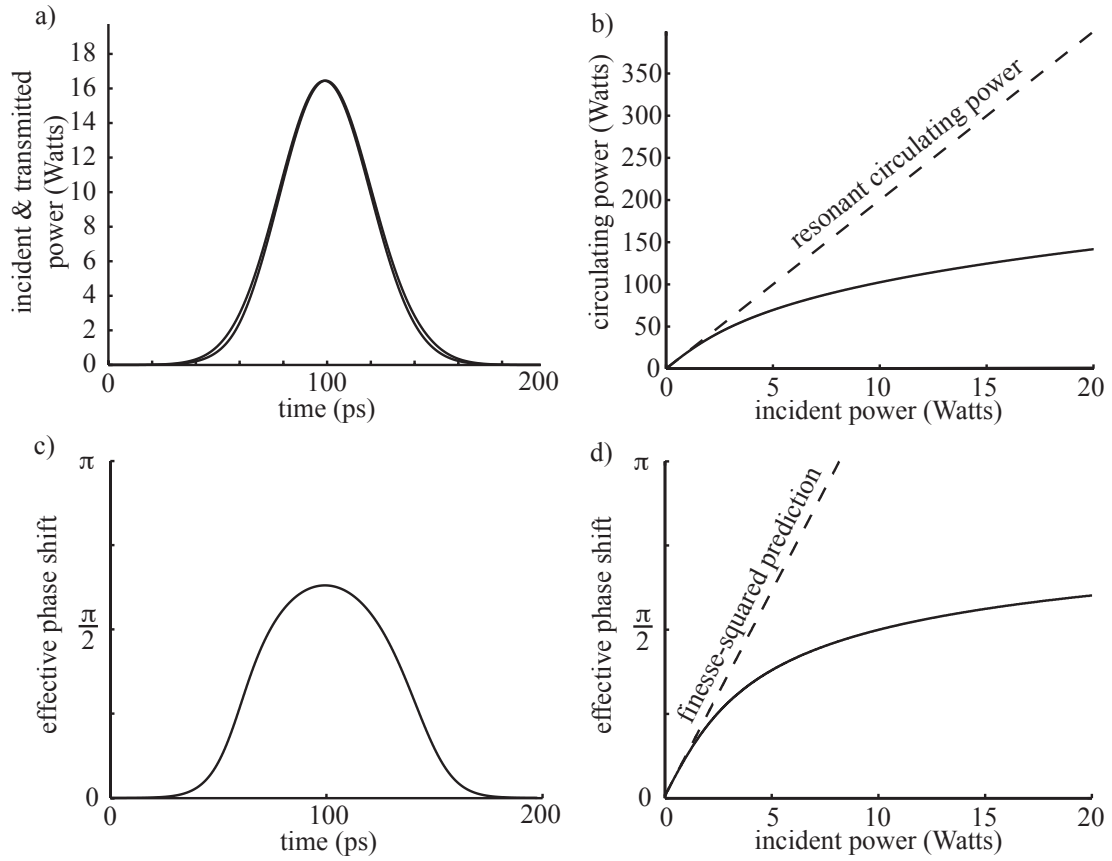 a)
incident & transmitted
power (Watts)
18
16
14
12
10
8
6
4
2
0
0
100
200
time (ps)
b)
circulating power (Watts)
350
300
250
200
150
100
50
0
resonant circulating power
0
5
10
15
20
incident power (Watts)
c)
effective phase shift
π
π
2
0
0
100
200
time (ps)
d)
effective phase shift
π
π
2
0
finesse-squared prediction
0
5
10
15
20
incident power (Watts)